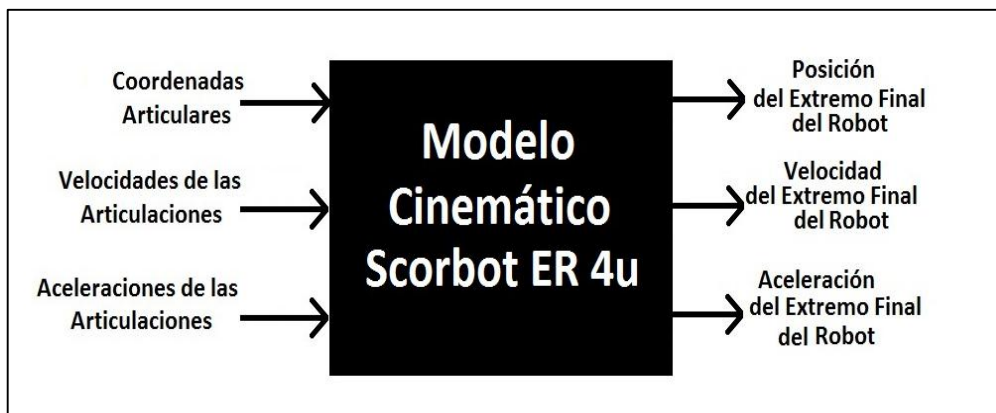 Coordenadas
Articulares
Velocidades de las
Articulaciones
Aceleraciones de las
Articulaciones
Modelo
Cinemático
Scorbot ER 4u
Posición
del Extremo Final
del Robot
Velocidad
del Extremo Final
del Robot
Aceleración
del Extremo Final
del Robot